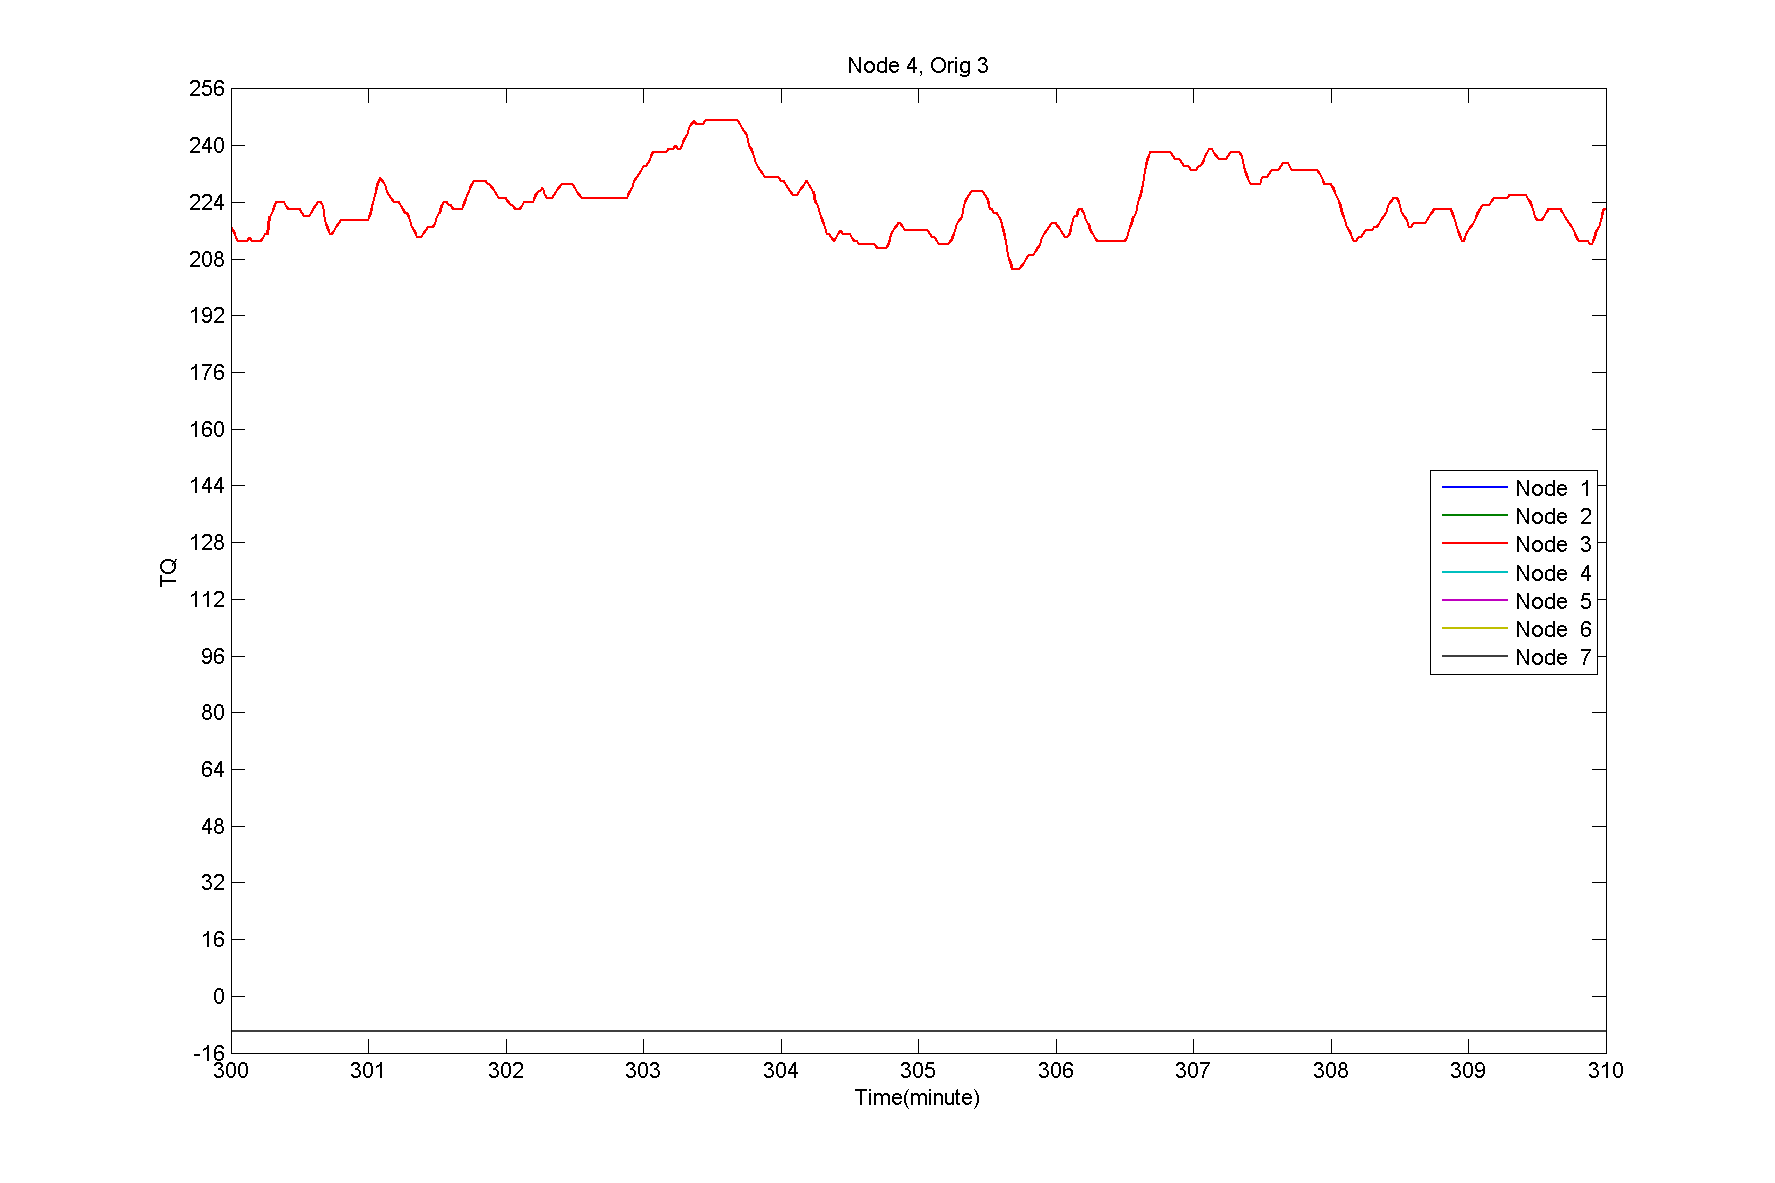 Node 4, Orig 3
256
240
224
208
192
176
160
144
128
112
96
80
64
48
32
16
0
-16
TQ
Node 1
Node 2
Node 3
Node 4
Node 5
Node 6
Node 7
300 301 302 303 304 305 306 307 308 309 310
Time(minute)